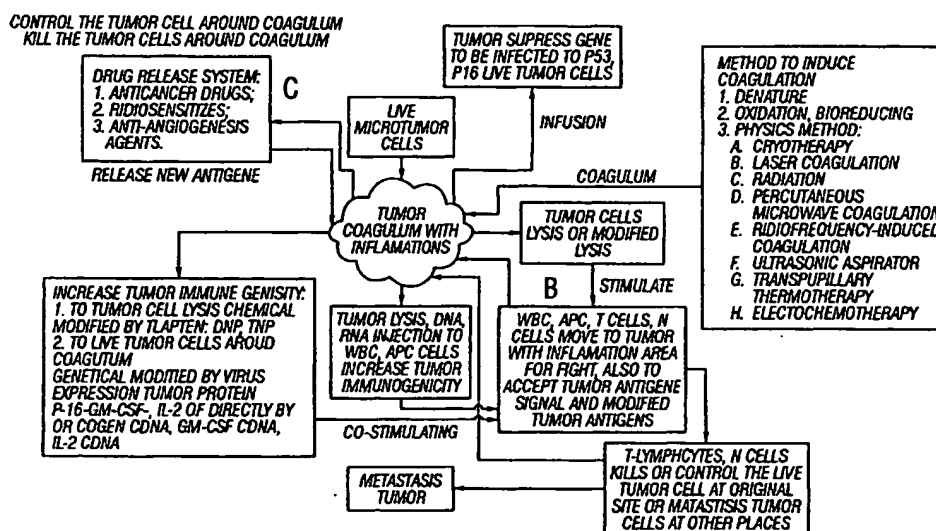 CONTROL THE TUMOR CELL AROUND COAGULUM
KILL THE TUMOR CELLS AROUND COAGULUM
DRUG RELEASE SYSTEM:
1. ANTICANCER DRUGS;
2. RIDIOSENSITIZES;
3. ANTI-ANGIOGENESIS
AGENTS.
C
RELEASE NEW ANTIGENE
LIVE
MICROTUMOR
CELLS
TUMOR SUPRESS GENE
TO BE INFECTED TO P53,
P16 LIVE TUMOR CELLS
INFUSION
METHOD TO INDUCE
COAGULATION
1. DENATURE
2. OXIDATION, BIOREDUCING
3. PHYSICS METHOD:
A. CRYOTHERAPY
B. LASER COAGULATION
C. RADIATION
D. PERCUTANEOUS
MICROWAVE COAGULATION
E. RIDIOFREQUENCY-INDUCED
COAGULATION
F. ULTRASONIC ASPIRATOR
G. TRANSPUPILLARY
THERMOTHERAPY
H. ELECTOCHEMOTHERAPY
COAGULUM
TUMOR
COAGULUM WITH
INFLAMATIONS
TUMOR CELLS
LYSIS OR MODIFIED
LYSIS
B
STIMULATE
INCREASE TUMOR IMMUNE GENISITY:
1. TO TUMOR CELL LYSIS CHEMICAL
MODIFIED BY TLAPTEN: DNP, TNP
2. TO LIVE TUMOR CELLS AROUD
COAGUTUM
GENETICAL MODITIED BY VIRUS
EXPRESSION TUMOR PROTEIN
P-16-GM-CSF-, IL-2 OF DIRECTLY BY
OR COGEN CDNA, GM-CSF CDNA,
IL-2 CDNA
TUMOR LYSIS, DNA,
RNA INJECTION TO
WBC, APC CELLS
INCREASE TUMOR
IMMUNOGENICITY
CO-STIMULATING
WBC, APC, T CELLS, N
CELLS MOVE TO TUMOR
WITH INFLAMATION AREA
FOR FIGHT, ALSO TO
ACCEPT TUMOR ANTIGENE
SIGNAL AND MODIFIED
TUMOR ANTIGENS
METASTASIS
TUMOR
T-LYMPHCYTES, N CELLS
KILLS OR CONTROL THE LIVE
TUMOR CELL AT ORIGINAL
SITE OR MATASTISIS TUMOR
CELLS AT OTHER PLACES